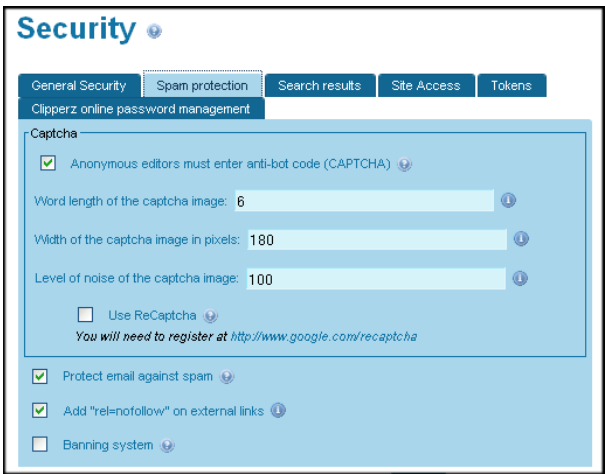 Security
General Security Spam protection Search results Site Access Tokens
Clipperz online password management
Captcha
Anonymous editors must enter anti-bot code (CAPTCHA)
Word length of the captcha image: 6
Width of the captcha image in pixels: 180
Level of noise of the captcha image: 100
Use ReCaptcha
You will need to register at http://www.google.com/recaptcha
Protect email against spam
Add "rel=nofollow" on external links
Banning system